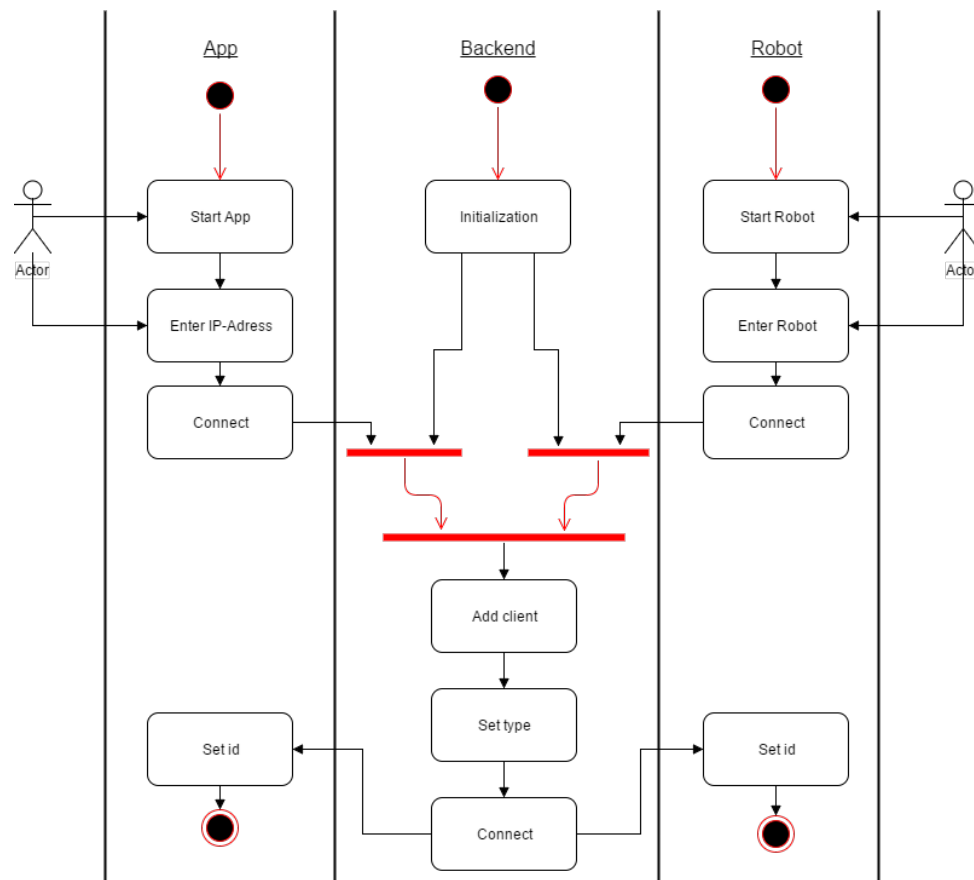 App
Backend
Robot
Start App
Initialization
Start Robot
Actor
Actor
Enter IP-Adress
Enter Robot
Connect
Connect
Add client
Set type
Set id
Set id
Connect